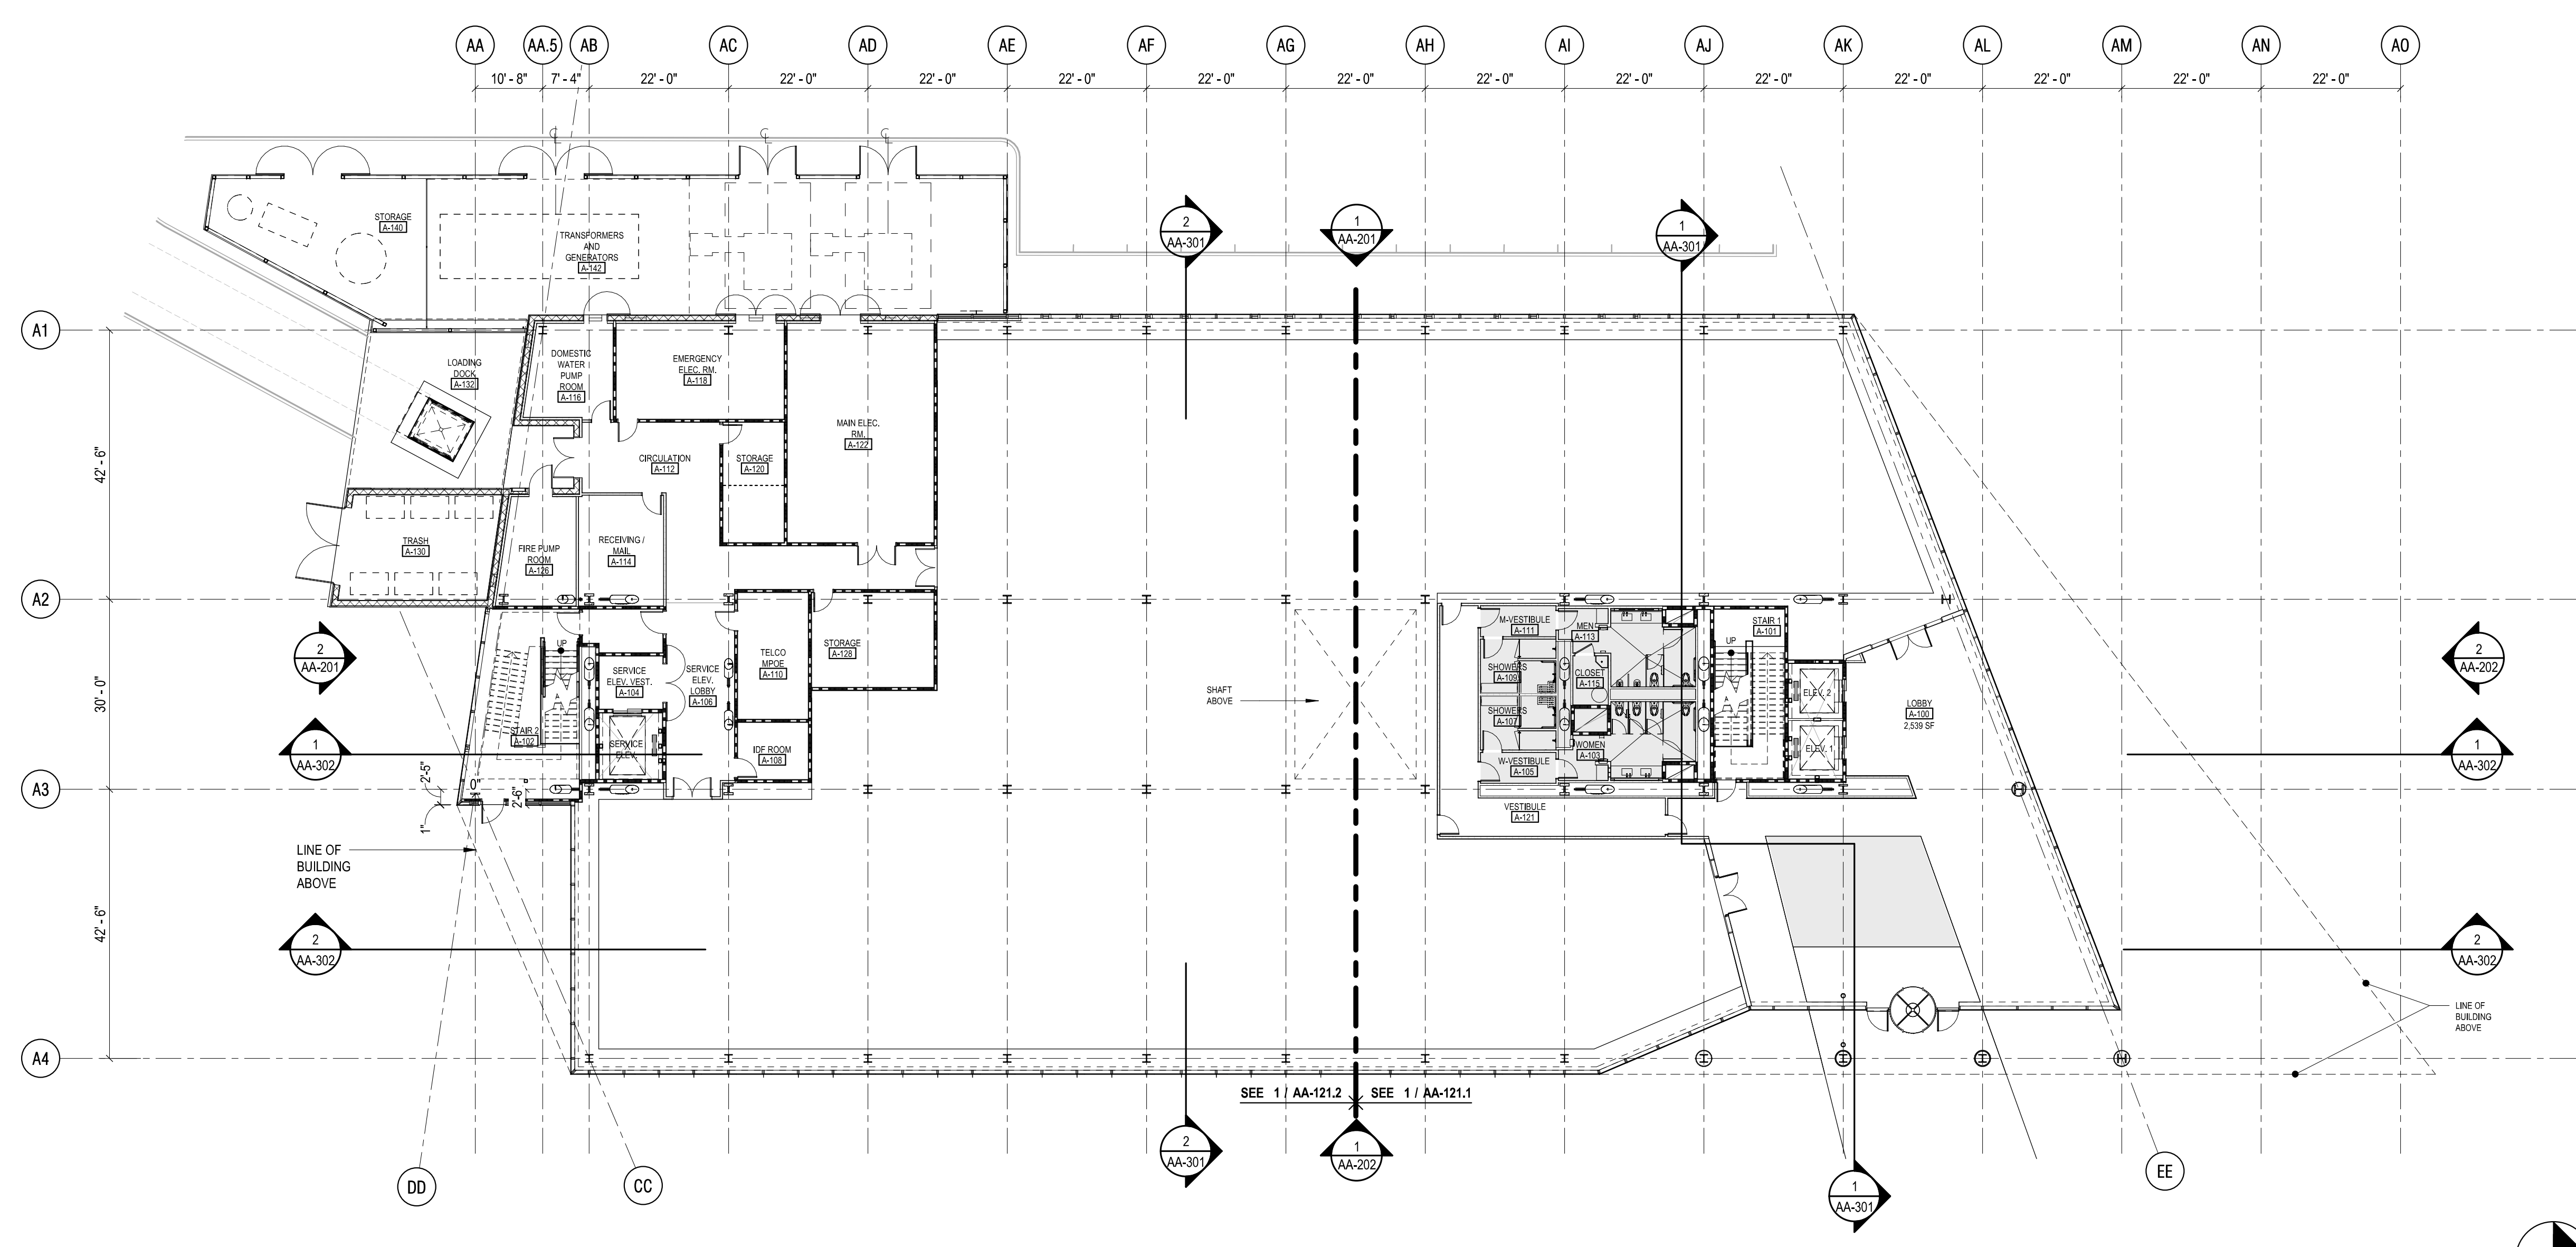 AA AA.5 AB AC AD AE AF AG AH AI AJ AK AL AM AN AO
10' - 8" 7' - 4" 22' - 0" 22' - 0" 22' - 0" 22' - 0" 22' - 0" 22' - 0" 22' - 0" 22' - 0" 22' - 0" 22' - 0" 22' - 0" 22' - 0" 22' - 0"
STORAGE
A-140
TRANSFORMERS
AND
GENERATORS
A-142
2
AA-301
1
AA-201
1
AA-301
A1
LOADING
DOCK
A-132
DOMESTIC
WATER
PUMP
ROOM
A-116
EMERGENCY
ELEC. RM.
A-118
MAIN ELEC.
RM.
A-122
42' - 6"
CIRCULATION
A-112
STORAGE
A-120
TRASH
A-130
FIRE PUMP
ROOM
A-126
RECEIVING /
MAIL
A-114
A2
2
AA-201
UP
STAIR 2
A-102
SERVICE
ELEV. VEST.
A-104
SERVICE
ELEV.
LOBBY
A-106
TELCO
MPOE
A-110
STORAGE
A-128
30' - 0"
SERVICE
ELEV.
IDF ROOM
A-108
SHAFT
ABOVE
M-VESTIBULE
A-111
MEN
A-113
SHOWERS
A-109
CLOSET
A-115
SHOWERS
A-107
WOMEN
A-103
W-VESTIBULE
A-105
VESTIBULE
A-121
STAIR 1
A-101
UP
ELEV. 2
ELEV. 1
LOBBY
A-100
2,539 SF
2
AA-202
1
AA-302
1
AA-302
A3
2'-5"
0"
2'-6"
1"
LINE OF
BUILDING
ABOVE
42' - 6"
2
AA-302
2
AA-302
LINE OF
BUILDING
ABOVE
A4
SEE 1 / AA-121.2
SEE 1 / AA-121.1
2
AA-301
1
AA-202
1
AA-301
DD
CC
EE